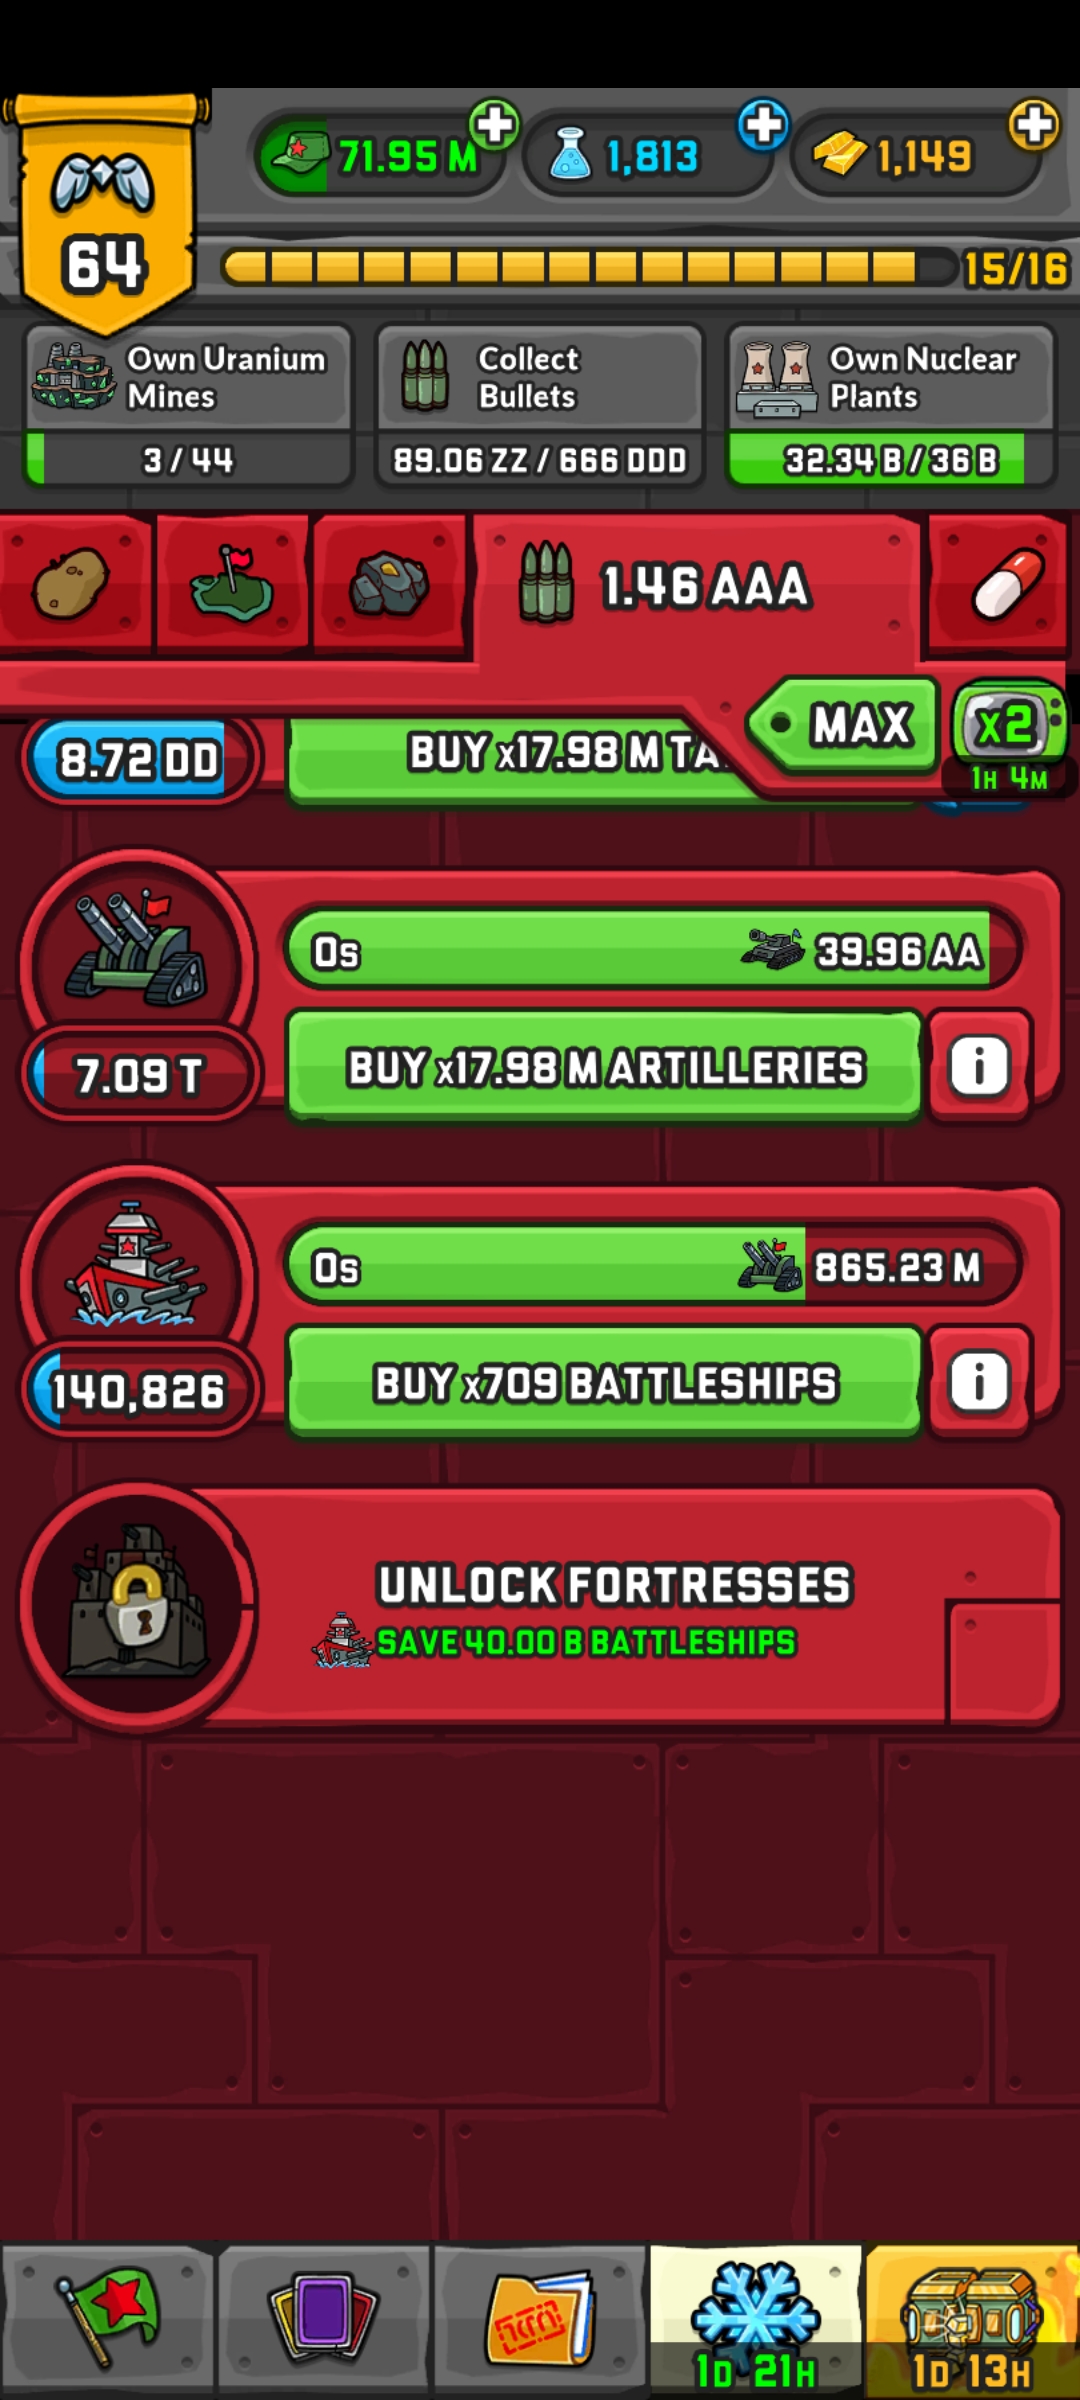 71.95 M
1,813
1,149
64
15/16
Own Uranium
Mines
3 / 44
Collect
Bullets
89.06 ZZ / 666 DDD
Own Nuclear
Plants
32.34 B / 36 B
1.46 AAA
MAX
x2
1H 4M
8.72 DD
BUY x17.98 M TA
0s
39.96 AA
7.09 T
BUY x17.98 M ARTILLERIES
i
0s
865.23 M
140,826
BUY x709 BATTLESHIPS
i
UNLOCK FORTRESSES
SAVE 40.00 B BATTLESHIPS
1D 21H
1D 13H